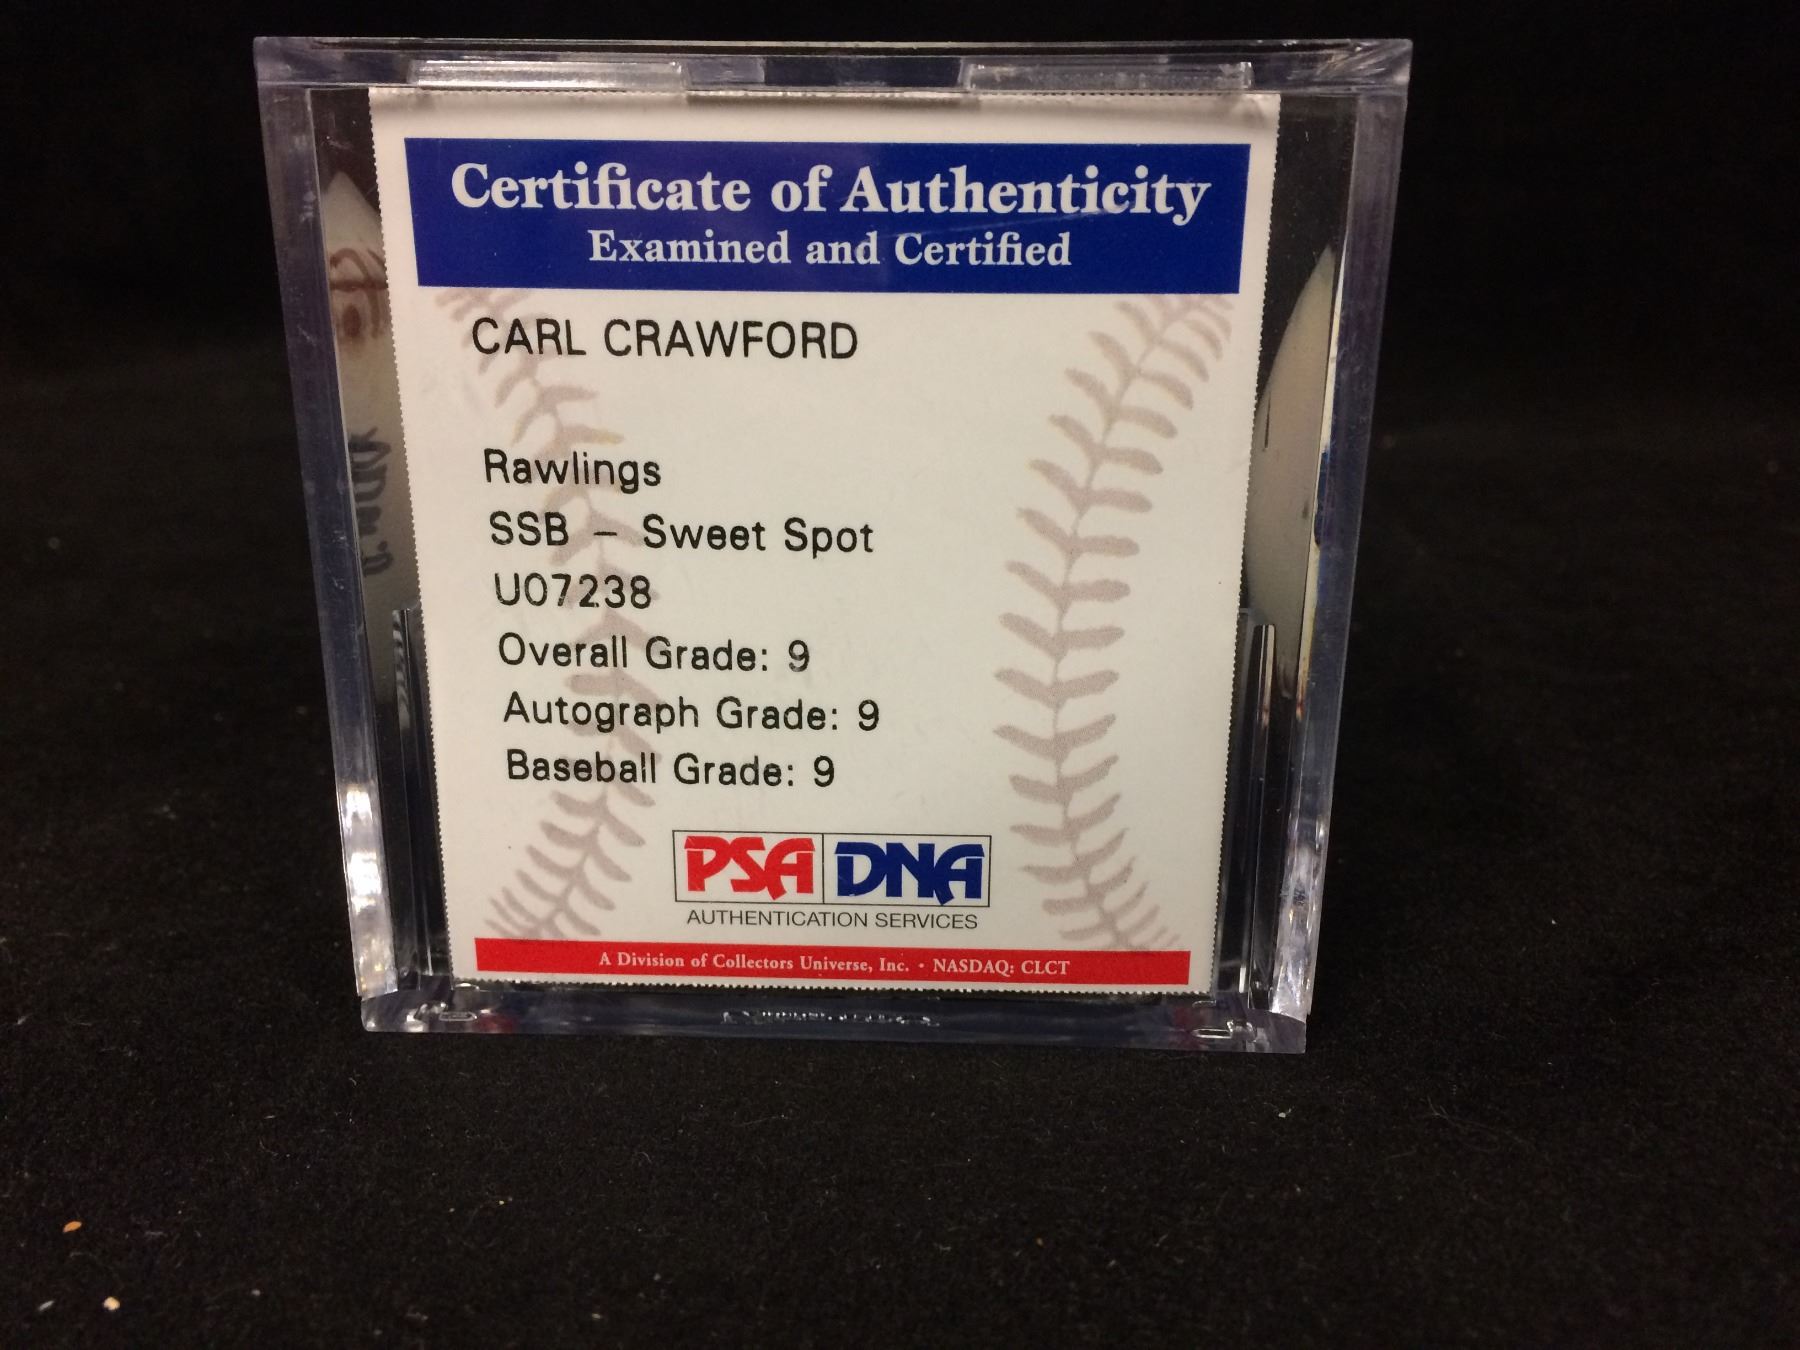 Certificate of Authenticity
Examined and Certified
CARL CRAWFORD
Rawlings
SSB – Sweet Spot
U07238
Overall Grade: 9
Autograph Grade: 9
Baseball Grade: 9
PSA DNA
AUTHENTICATION SERVICES
A Division of Collectors Universe, Inc. • NASDAQ: CLCT